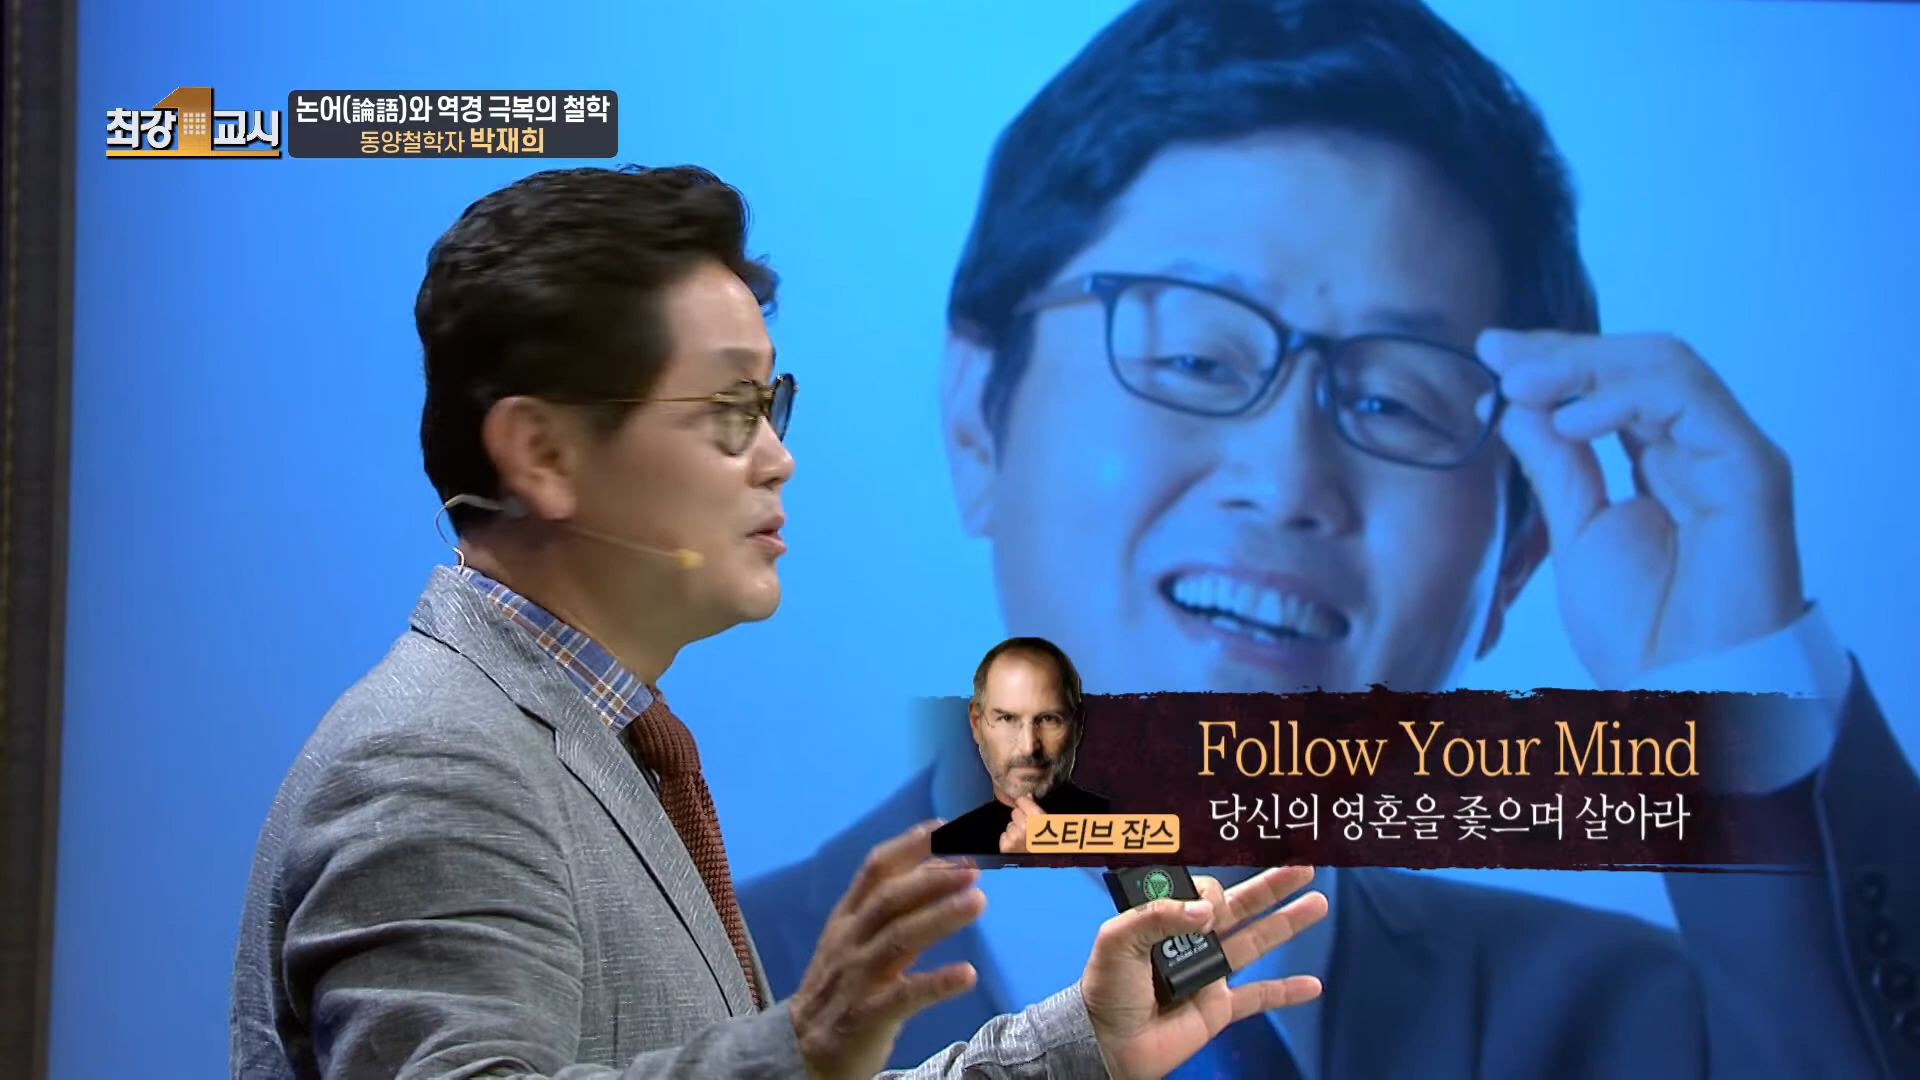 최강1교시
논어(論語)와 역경 극복의 철학
동양철학자 박재희
Follow Your Mind
당신의 영혼을 좇으며 살아라
스티브 잡스
cue